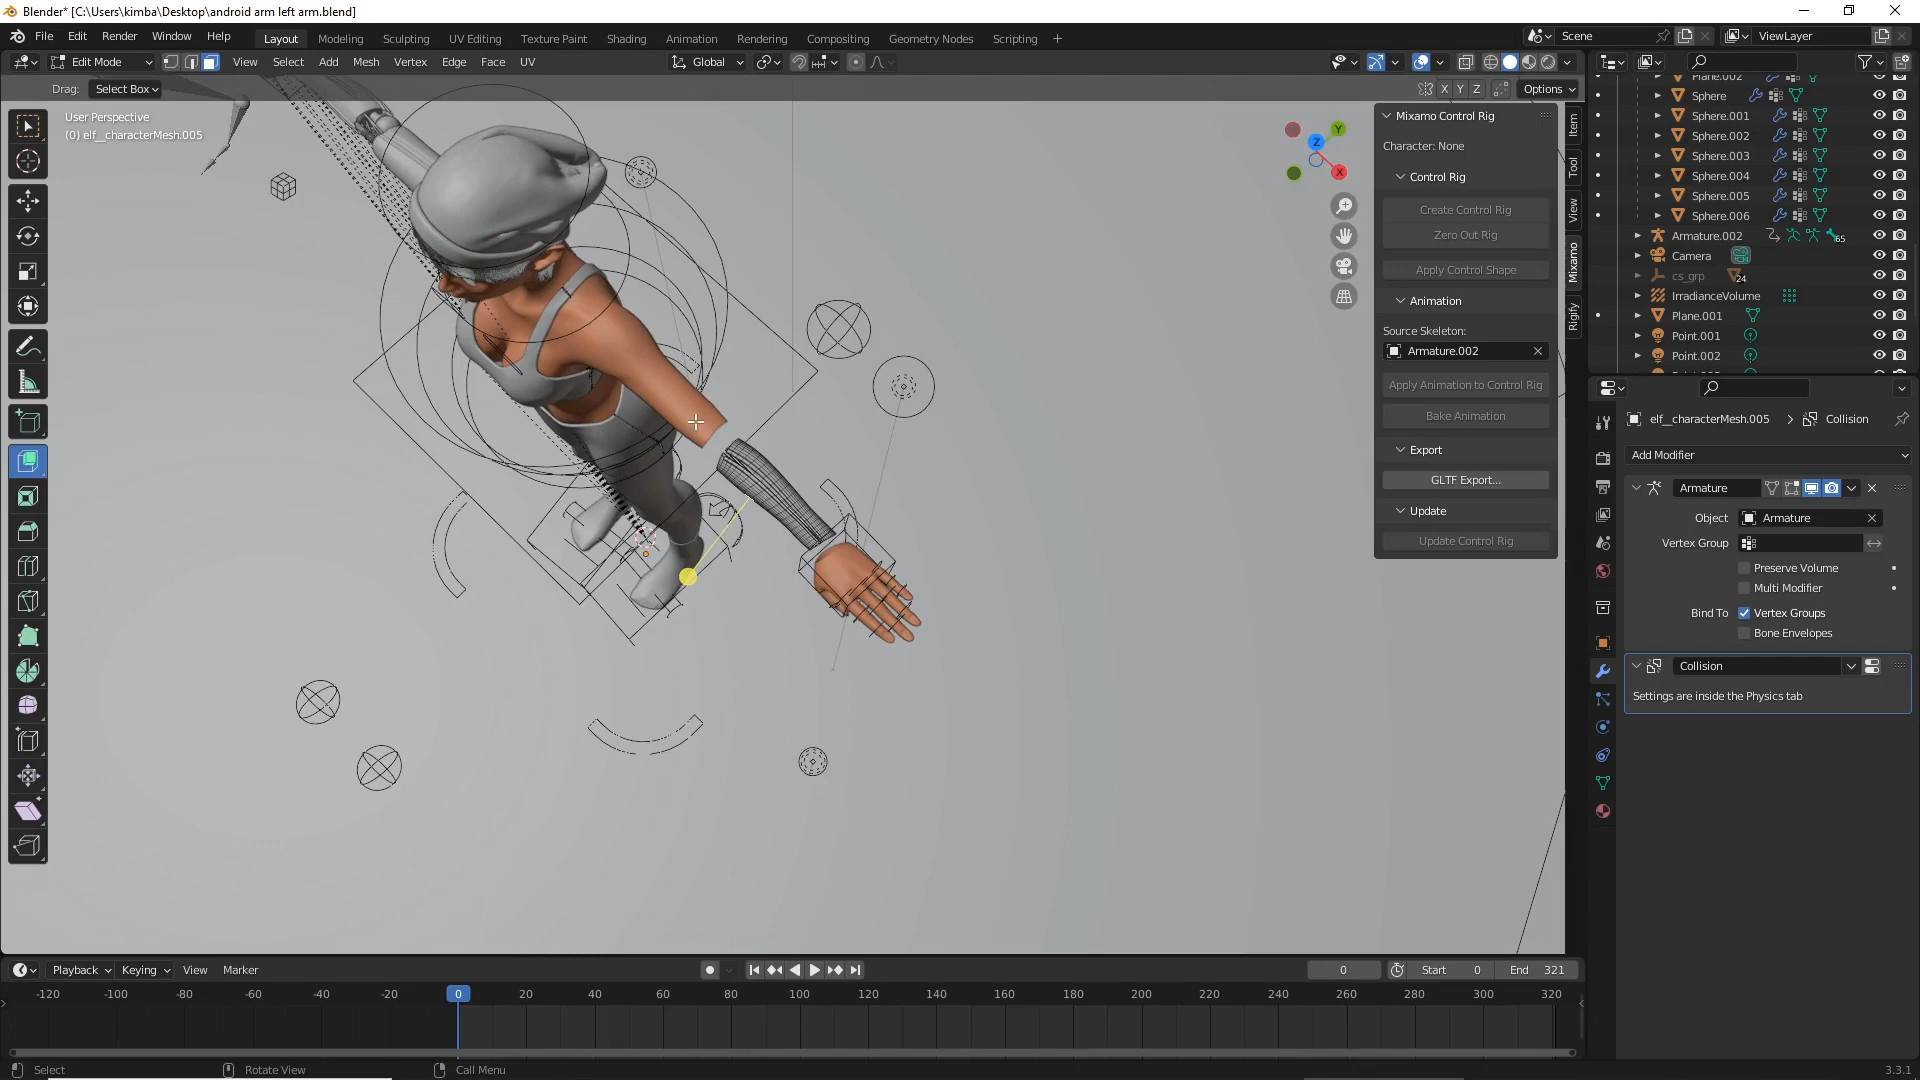 Blender* [C:\Users\kimba\Desktop\android arm left arm.blend]
File Edit Render Window Help
Layout Modeling Sculpting UV Editing Texture Paint Shading Animation Rendering Compositing Geometry Nodes Scripting +
Scene
ViewLayer
Edit Mode
View Select Add Mesh Vertex Edge Face UV
Global
Drag: Select Box
X Y Z
Options
User Perspective
(0) elf__characterMesh.005
Y
Z
X
Mixamo Control Rig
Character: None
Control Rig
Create Control Rig
Zero Out Rig
Apply Control Shape
Animation
Source Skeleton:
Armature.002
Apply Animation to Control Rig
Bake Animation
Export
GLTF Export...
Update
Update Control Rig
Item
Tool
View
Mixamo
Rigify
Plane.002
Sphere
Sphere.001
Sphere.002
Sphere.003
Sphere.004
Sphere.005
Sphere.006
Armature.002
65
Camera
cs_grp
24
IrradianceVolume
Plane.001
Point.001
Point.002
elf__characterMesh.005
Collision
Add Modifier
Armature
Object Armature
Vertex Group
Preserve Volume
Multi Modifier
Bind To Vertex Groups
Bone Envelopes
Collision
Settings are inside the Physics tab
Playback Keying View Marker
0
Start 0
End 321
-120 -100 -80 -60 -40 -20 0 20 40 60 80 100 120 140 160 180 200 220 240 260 280 300 320
Select
Rotate View
Call Menu
3.3.1